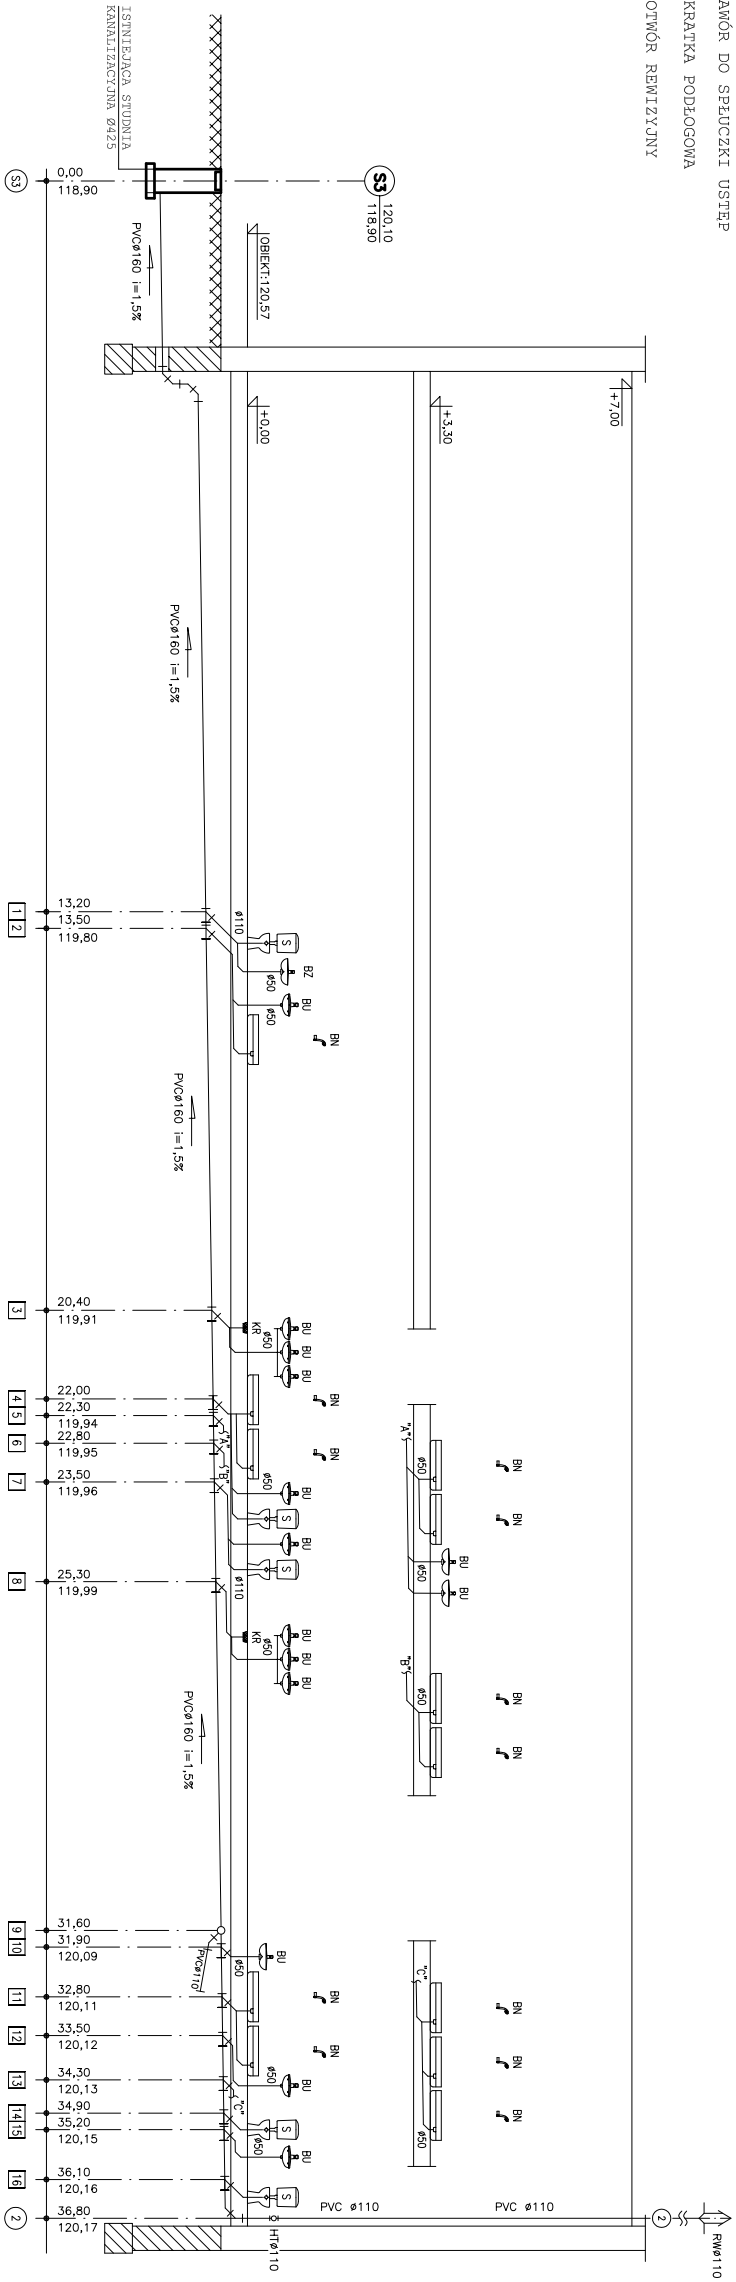 AWÓR DO SPŁUCZKI USTĘP
KRATKA PODŁOGOWA
OTWÓR REWIZYJNY
ISTNIEJĄCA STUDNIA
KANALIZACYJNA Ø425
S3
120,10
118,90
OBIEKT:120,57
+0,00
+3,30
+7,00
PVCø160 i=1,5%
PVCø160 i=1,5%
PVCø160 i=1,5%
PVCø160 i=1,5%
"A"
BN
BN
BU
BU
ø50
ø50
"B"
BN
BN
ø50
"C"
BN
BN
BN
ø50
ø110
S
BZ
ø50
BU
ø50
BN
BU
BU
BU
KR
ø50
BN
BN
"A"
"B"
ø50
BU
S
BU
S
ø110
BU
BU
BU
KR
ø50
PVCø110
BU
ø50
BN
BN
ø50
BU
"C"
S
ø50
BU
S
PVC ø110
PVC ø110
HTø110
2
RWø110
S3
0,00
118,90
1
2
13,20
13,50
119,80
3
20,40
119,91
4
5
22,00
22,30
119,94
6
22,80
119,95
7
23,50
119,96
8
25,30
119,99
9
10
31,60
31,90
120,09
11
32,80
120,11
12
33,50
120,12
13
34,30
120,13
14
15
34,90
35,20
120,15
16
36,10
120,16
2
36,80
120,17